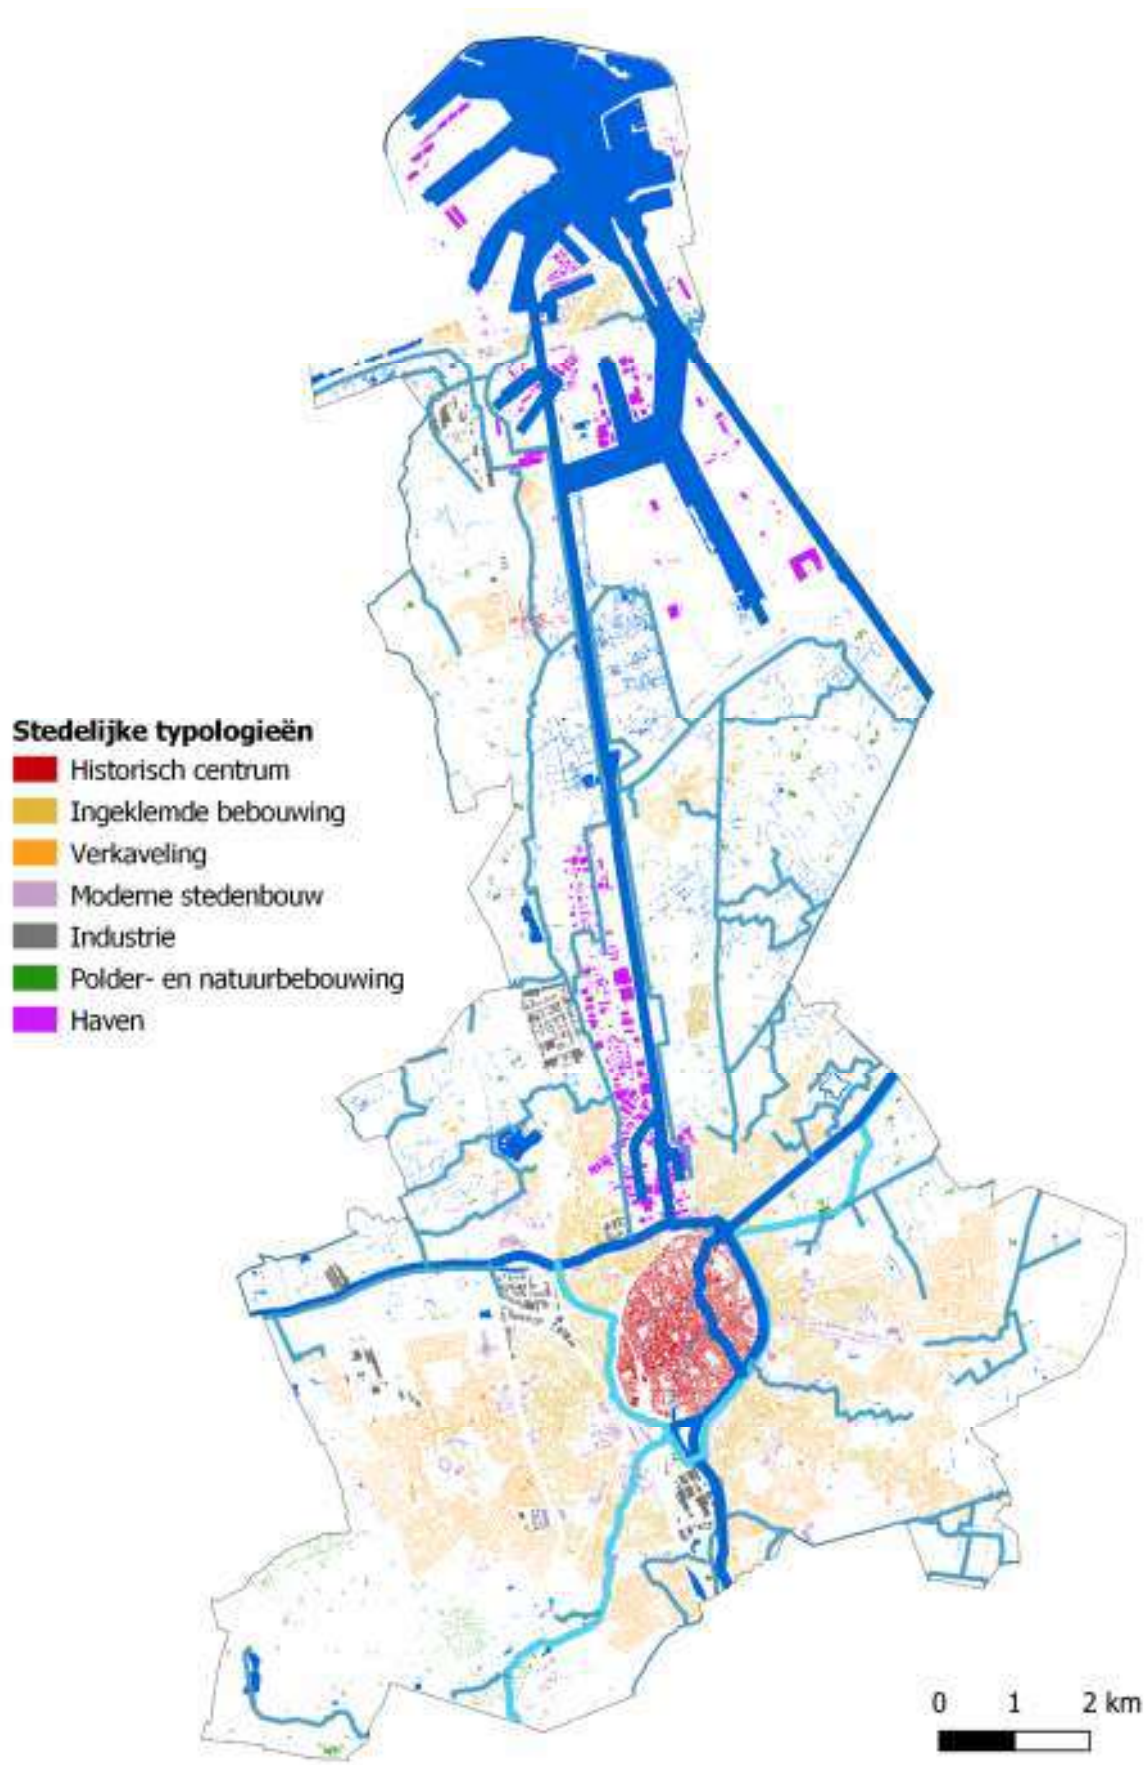 Stedelijke typologieën
Historisch centrum
Ingeklemde bebouwing
Verkaveling
Moderne stedenbouw
Industrie
Polder- en natuurbebouwing
Haven
0 1 2 km